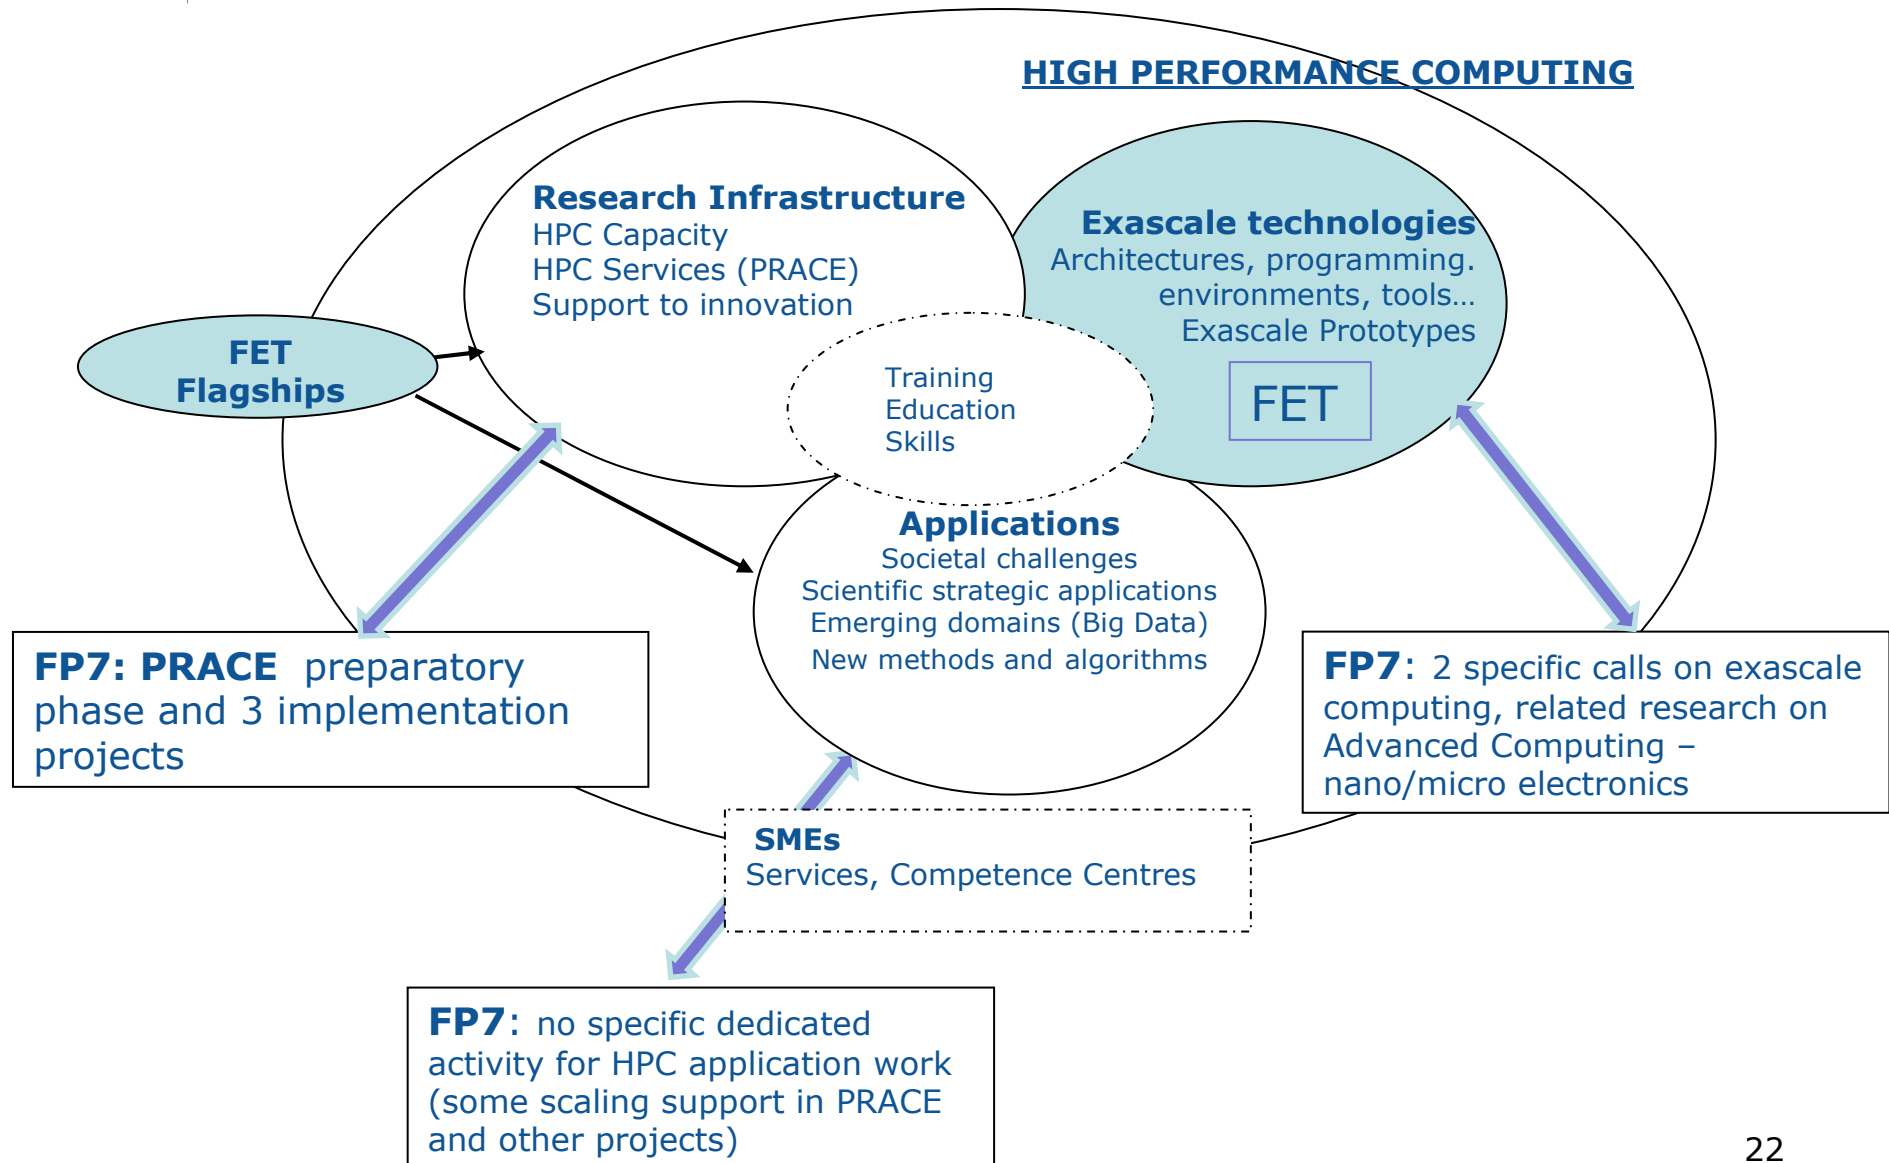 HIGH PERFORMANCE COMPUTING
Research Infrastructure
HPC Capacity
HPC Services (PRACE)
Support to innovation
Exascale technologies
Architectures, programming.
environments, tools…
Exascale Prototypes
FET
FET
Flagships
Training
Education
Skills
Applications
Societal challenges
Scientific strategic applications
Emerging domains (Big Data)
New methods and algorithms
FP7: PRACE preparatory
phase and 3 implementation
projects
FP7: 2 specific calls on exascale
computing, related research on
Advanced Computing –
nano/micro electronics
SMEs
Services, Competence Centres
FP7: no specific dedicated
activity for HPC application work
(some scaling support in PRACE
and other projects)
22